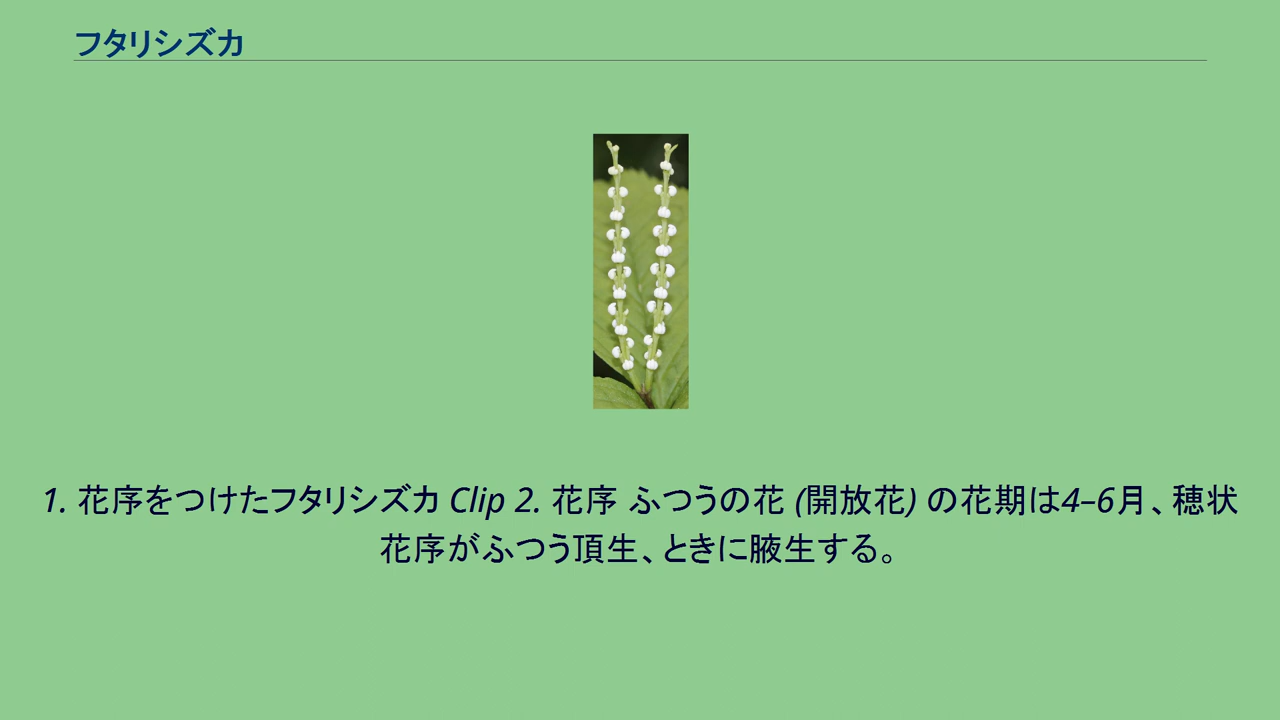 フタリシズカ
1. 花序をつけたフタリシズカ Clip 2. 花序 ふつうの花 (開放花) の花期は4–6月、穂状
花序がふつう頂生、ときに腋生する。